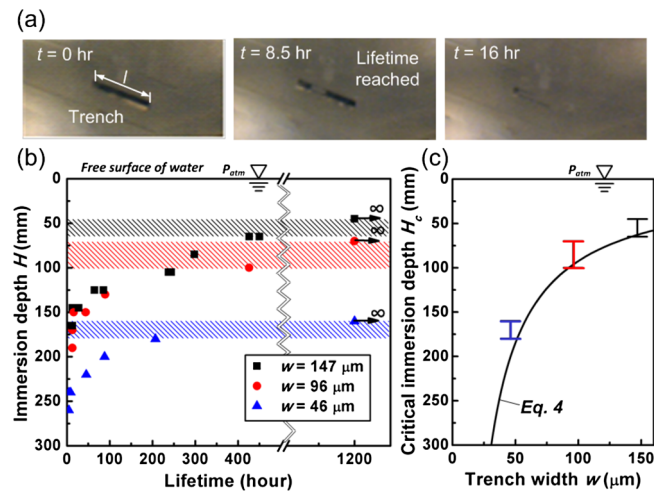 (a)
t = 0 hr
l
Trench
t = 8.5 hr
Lifetime
reached
t = 16 hr
(b)
Free surface of water
P_atm
Immersion depth H (mm)
0
50
100
150
200
250
300
∞
∞
∞
w = 147 μm
w = 96 μm
w = 46 μm
0
100
200
300
400
1200
Lifetime (hour)
(c)
P_atm
Critical immersion depth H_c (mm)
0
50
100
150
200
250
300
Eq. 4
0
50
100
150
Trench width w (μm)